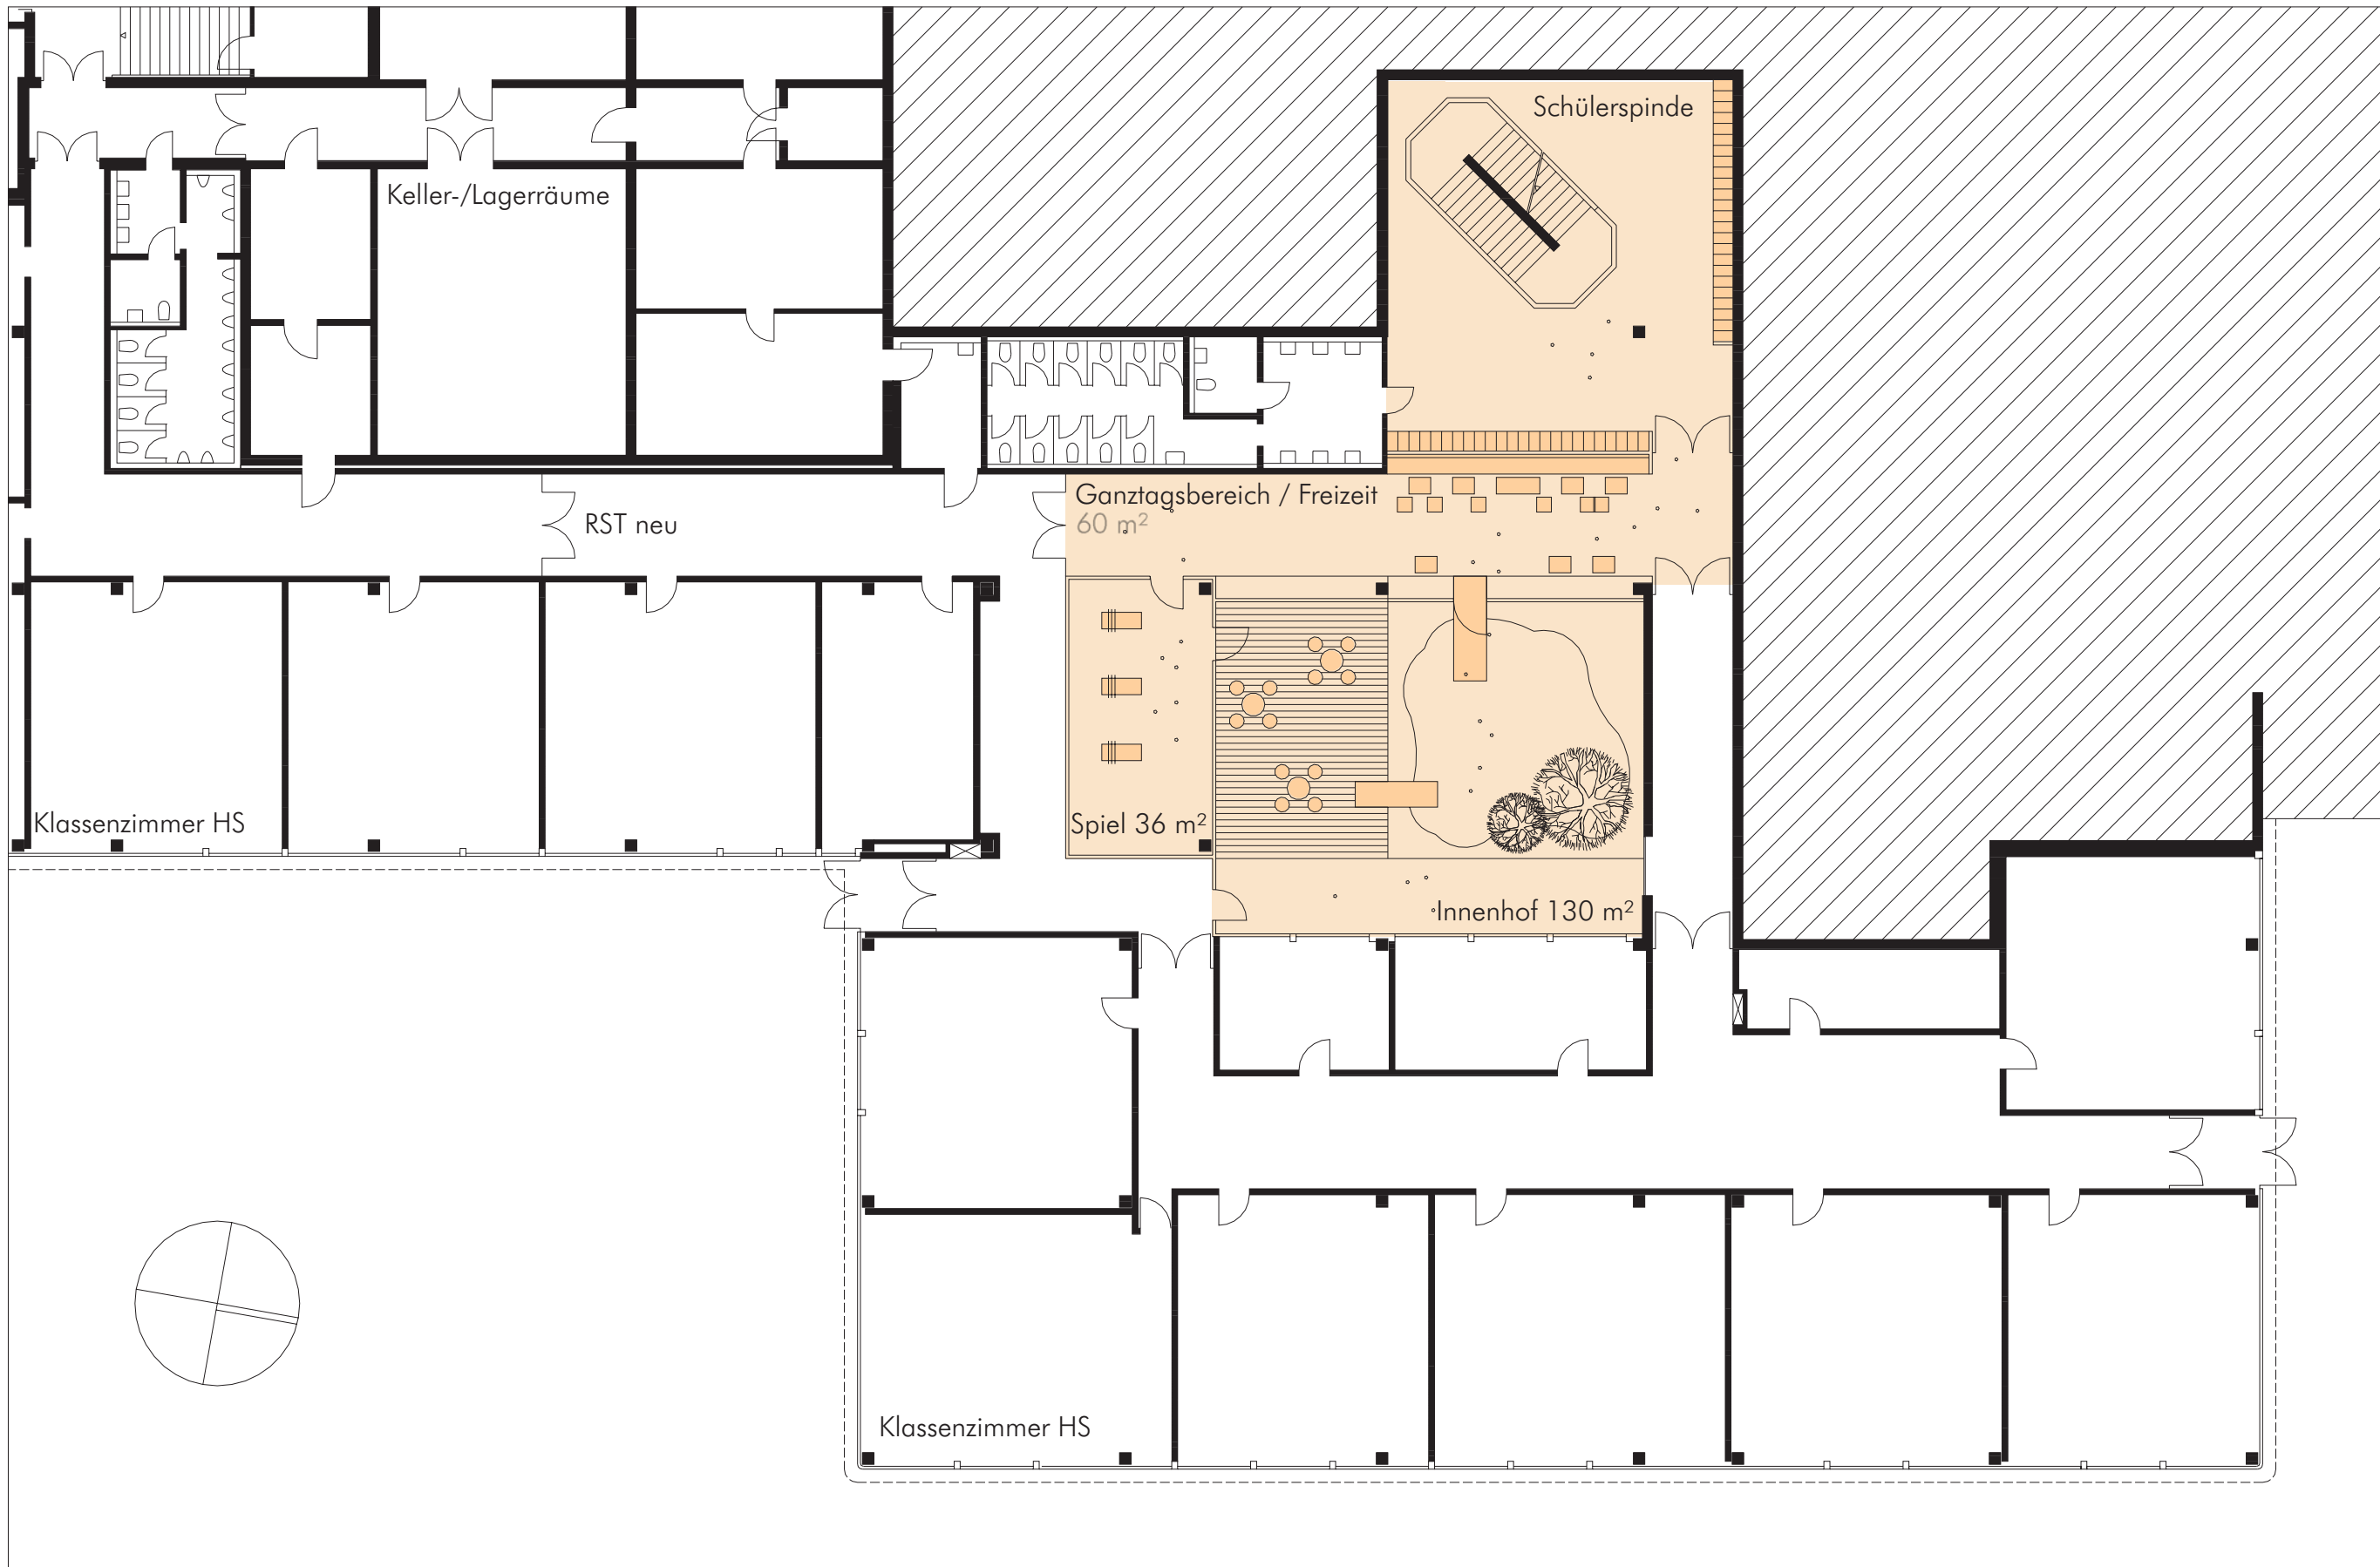 Schülerspinde
Keller-/Lagerräume
Ganztagsbereich / Freizeit
60 m²
RST neu
Klassenzimmer HS
Spiel 36 m²
Innenhof 130 m²
Klassenzimmer HS